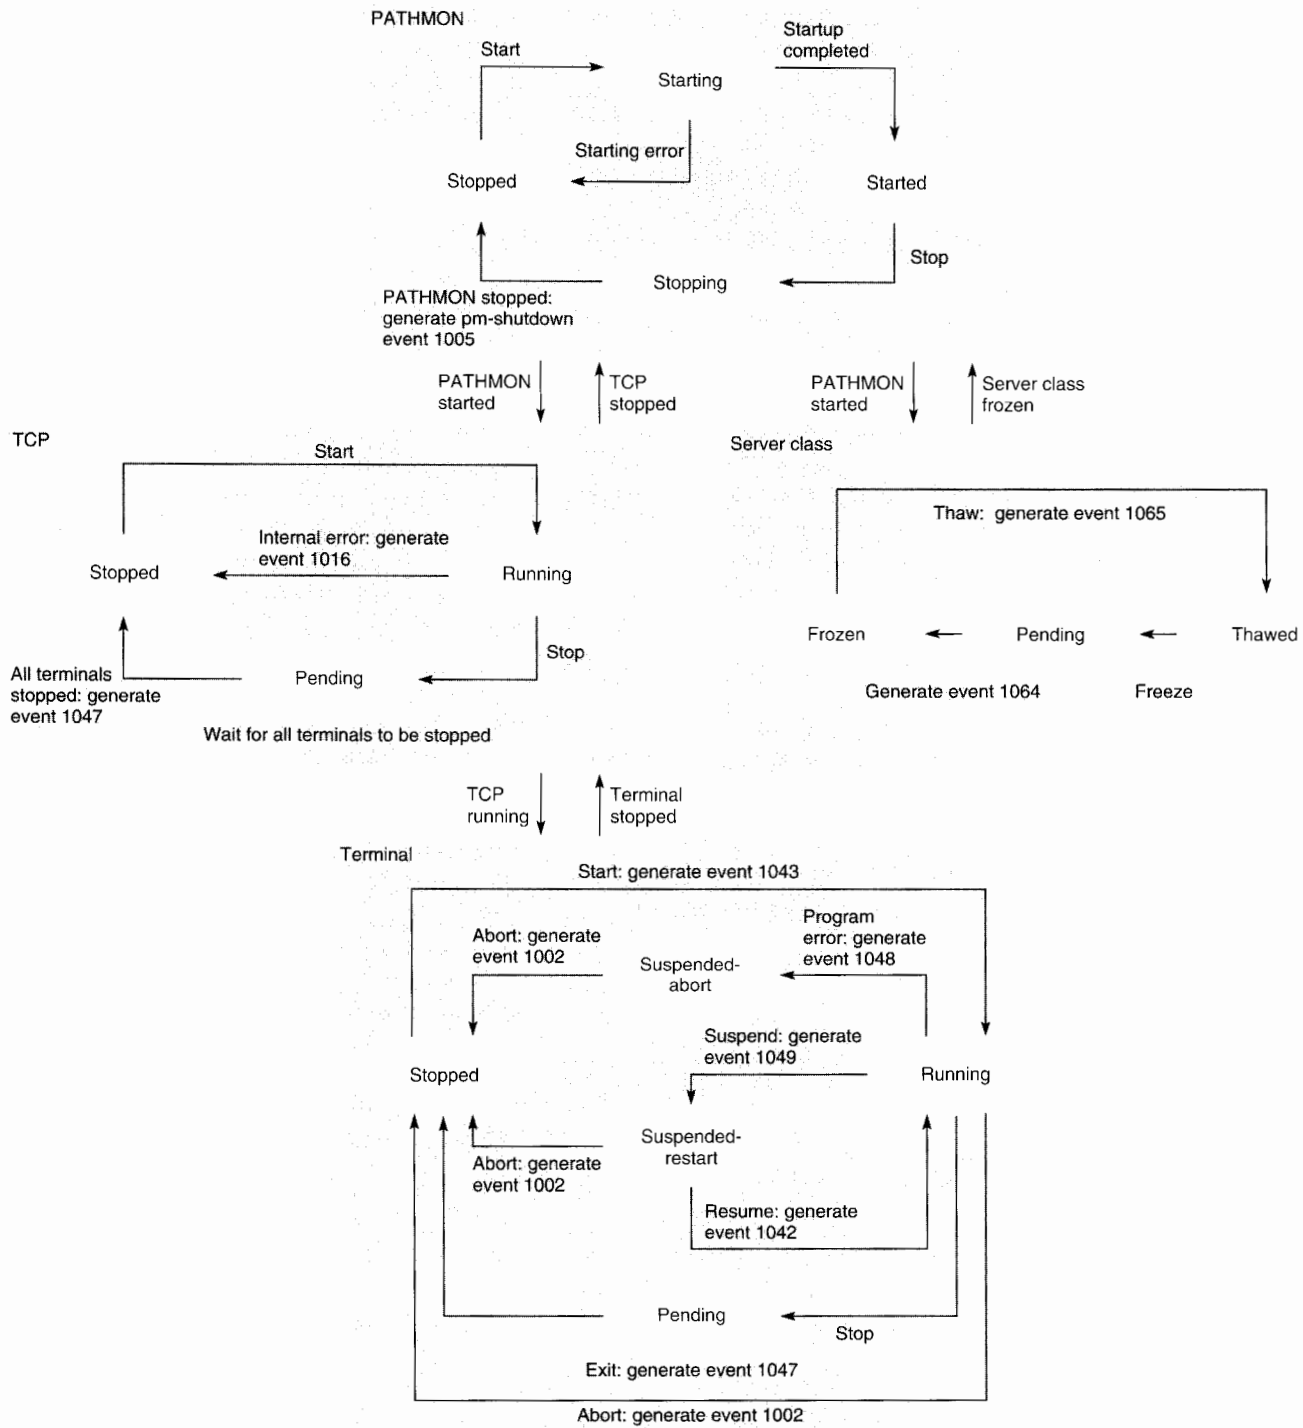 PATHMON
Start
Startup
completed
Starting
Starting error
Stopped
Started
Stop
Stopping
PATHMON stopped:
generate pm-shutdown
event 1005
PATHMON
started
TCP
stopped
PATHMON
started
Server class
frozen
TCP
Start
Internal error: generate
event 1016
Stopped
Running
Stop
All terminals
stopped: generate
event 1047
Pending
Wait for all terminals to be stopped
Server class
Thaw: generate event 1065
Frozen
Pending
Thawed
Generate event 1064
Freeze
TCP
running
Terminal
stopped
Terminal
Start: generate event 1043
Abort: generate
event 1002
Suspended-
abort
Program
error: generate
event 1048
Suspend: generate
event 1049
Stopped
Running
Suspended-
restart
Abort: generate
event 1002
Resume: generate
event 1042
Pending
Stop
Exit: generate event 1047
Abort: generate event 1002